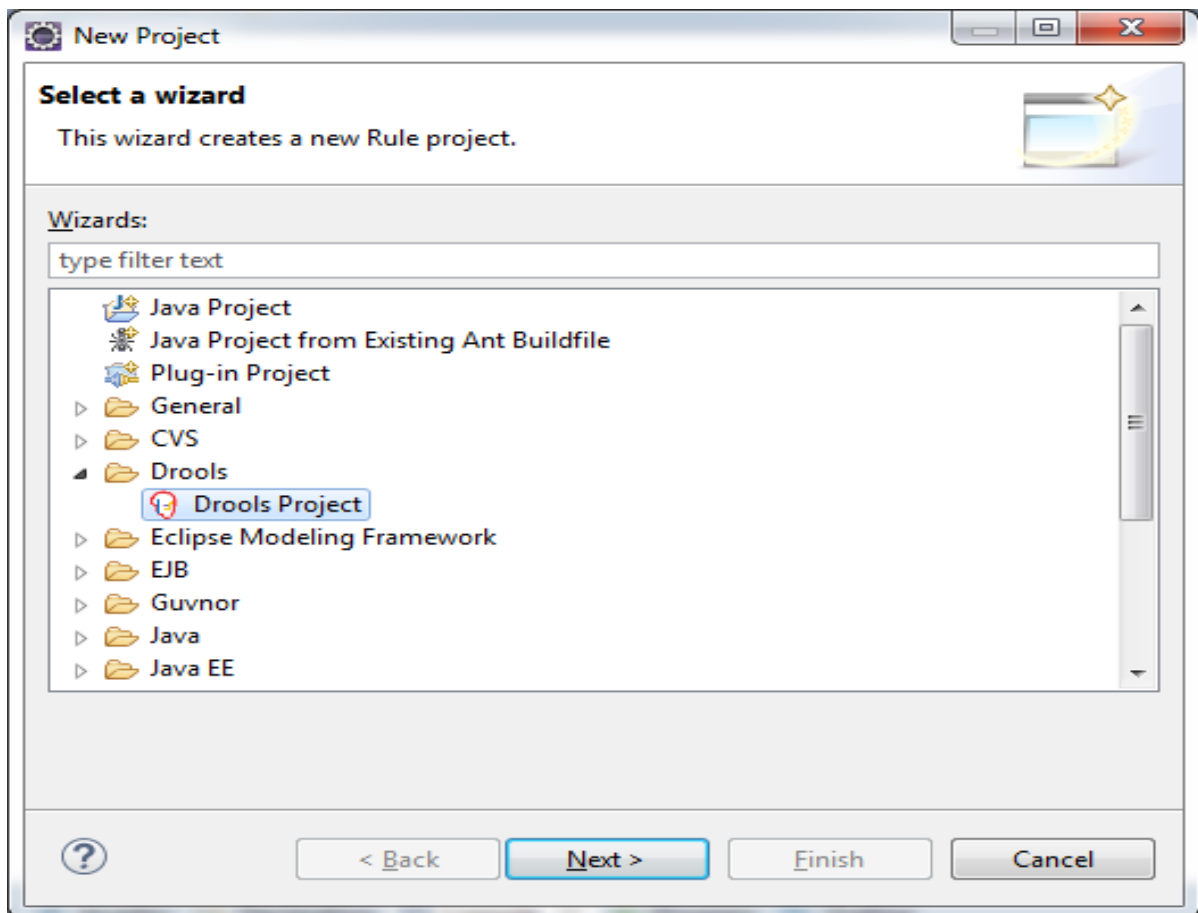 New Project
Select a wizard
This wizard creates a new Rule project.
Wizards:
type filter text
Java Project
Java Project from Existing Ant Buildfile
Plug-in Project
General
CVS
Drools
Drools Project
Eclipse Modeling Framework
EJB
Guvnor
Java
Java EE
? < Back Next > Finish Cancel